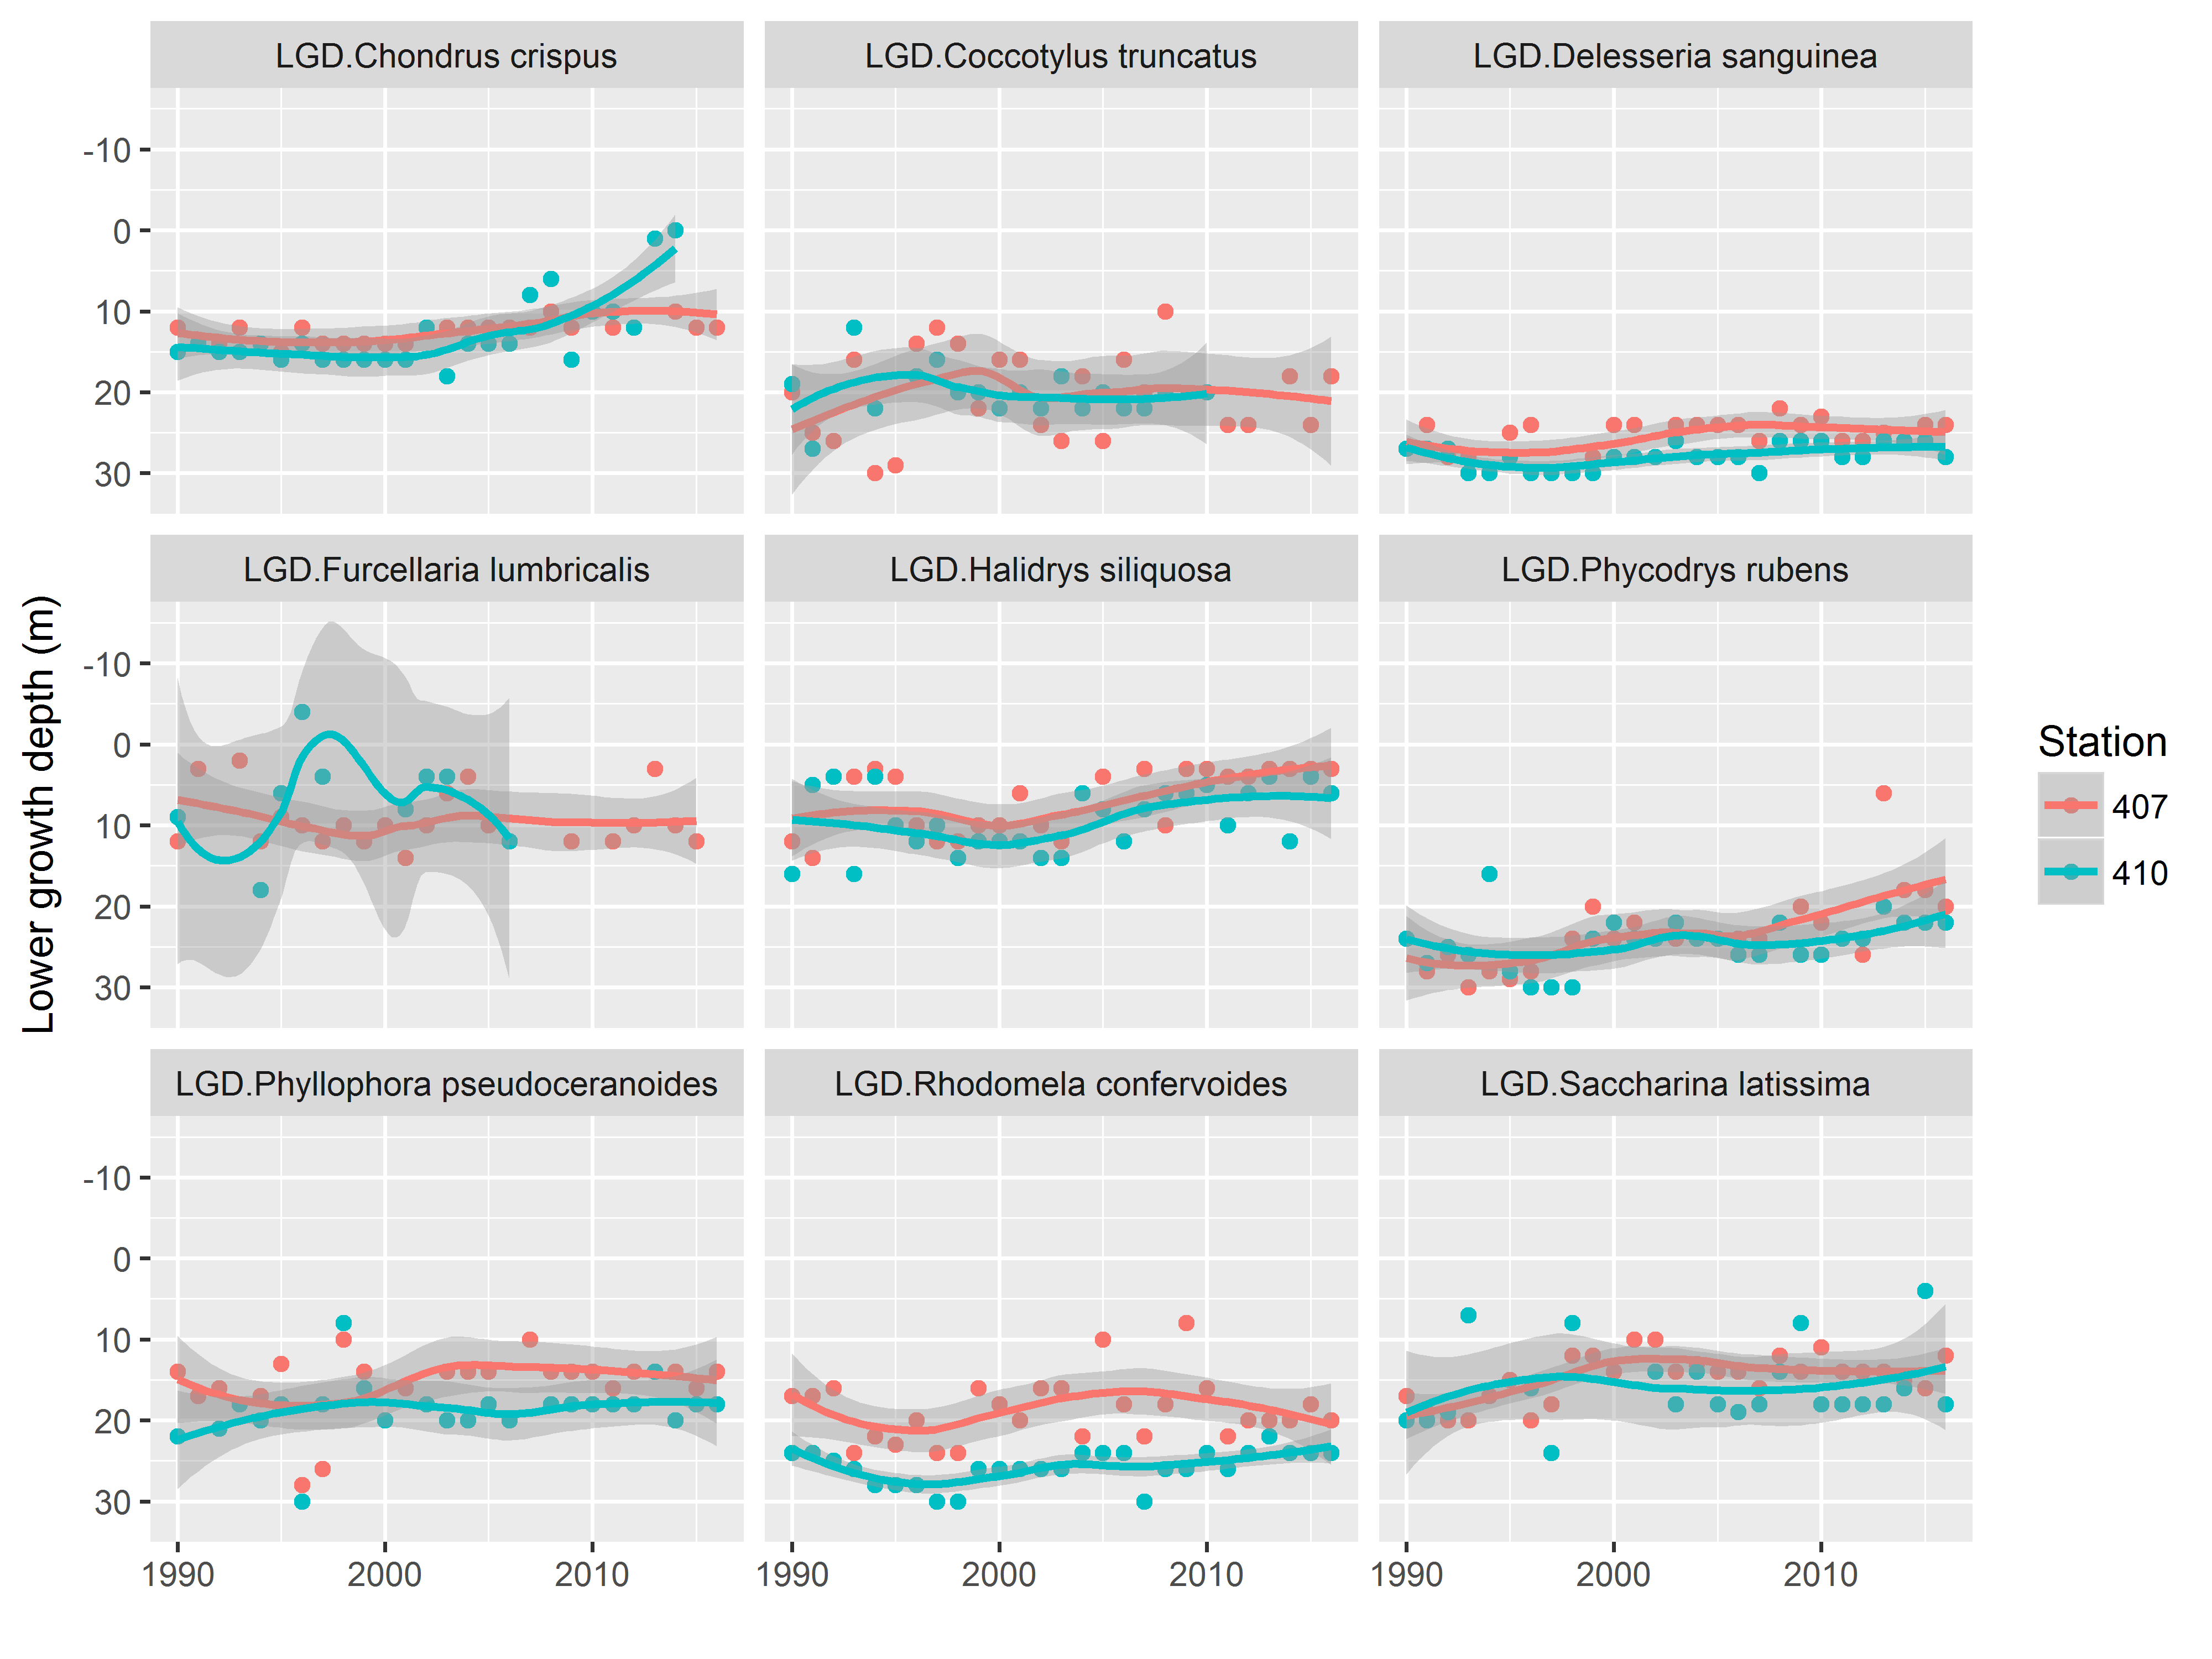 LGD.Chondrus crispus
LGD.Coccotylus truncatus
LGD.Delesseria sanguinea
-10
0
10
20
30
LGD.Furcellaria lumbricalis
LGD.Halidrys siliquosa
LGD.Phycodrys rubens
-10
0
10
20
30
LGD.Phyllophora pseudoceranoides
LGD.Rhodomela confervoides
LGD.Saccharina latissima
-10
0
10
20
30
1990 2000 2010
1990 2000 2010
1990 2000 2010
Lower growth depth (m)
Station
407
410